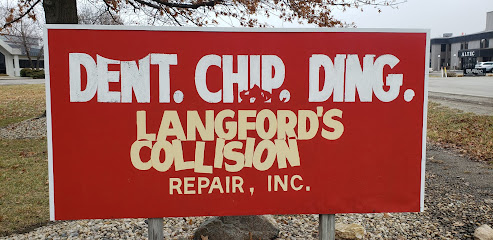 DENT. CHIP. DING.
LANGFORD'S
COLLISION
REPAIR, INC.